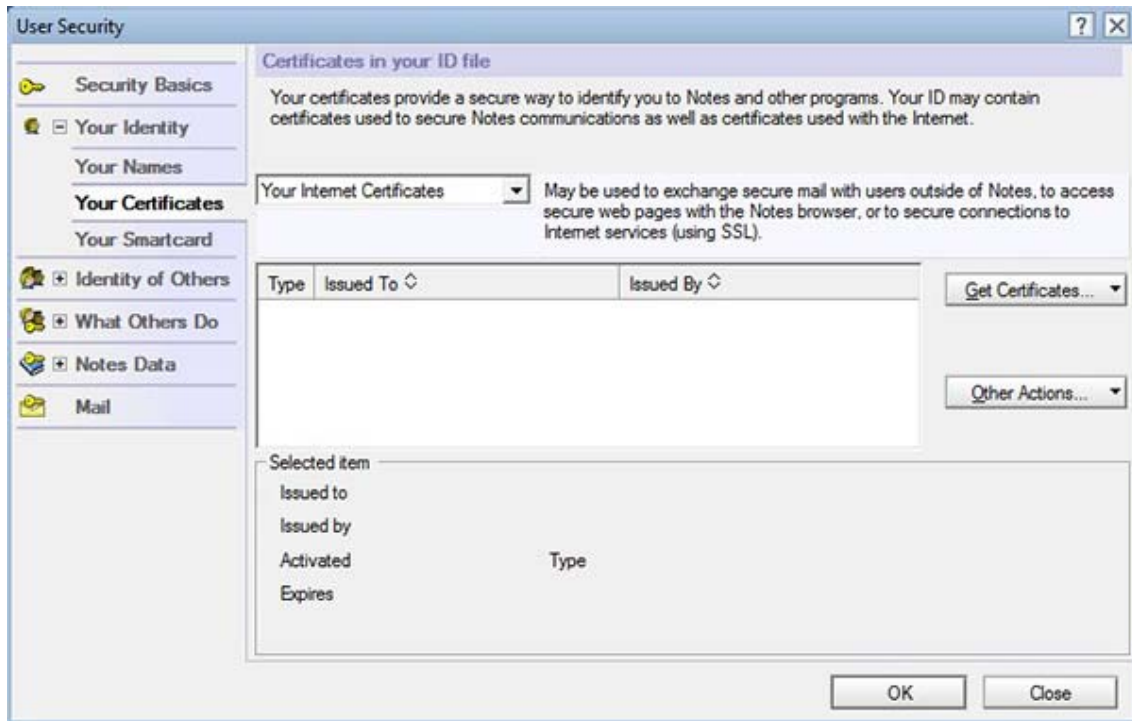 User Security
Security Basics
Your Identity
Your Names
Your Certificates
Your Smartcard
Identity of Others
What Others Do
Notes Data
Mail
Certificates in your ID file
Your certificates provide a secure way to identify you to Notes and other programs. Your ID may contain
certificates used to secure Notes communications as well as certificates used with the Internet.
Your Internet Certificates
May be used to exchange secure mail with users outside of Notes, to access
secure web pages with the Notes browser, or to secure connections to
Internet services (using SSL).
Type Issued To Issued By
Get Certificates...
Other Actions...
Selected item
Issued to
Issued by
Activated Type
Expires
OK Close